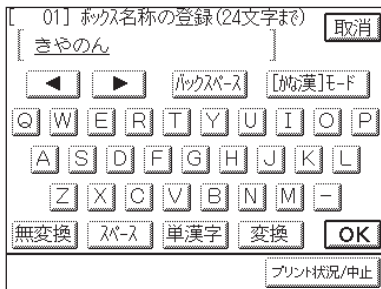 [ 01] ﾎﾞｯｸｽ名称の登録(24文字まで) 取消
[ きやのん ]
◀ ▶ ﾊﾞｯｸｽﾍﾟｰｽ [かな漢]ﾓｰﾄﾞ
Q W E R T Y U I O P
A S D F G H J K L
Z X C V B N M -
無変換 ｽﾍﾟｰｽ 単漢字 変換 OK
ﾌﾟﾘﾝﾄ状況/中止